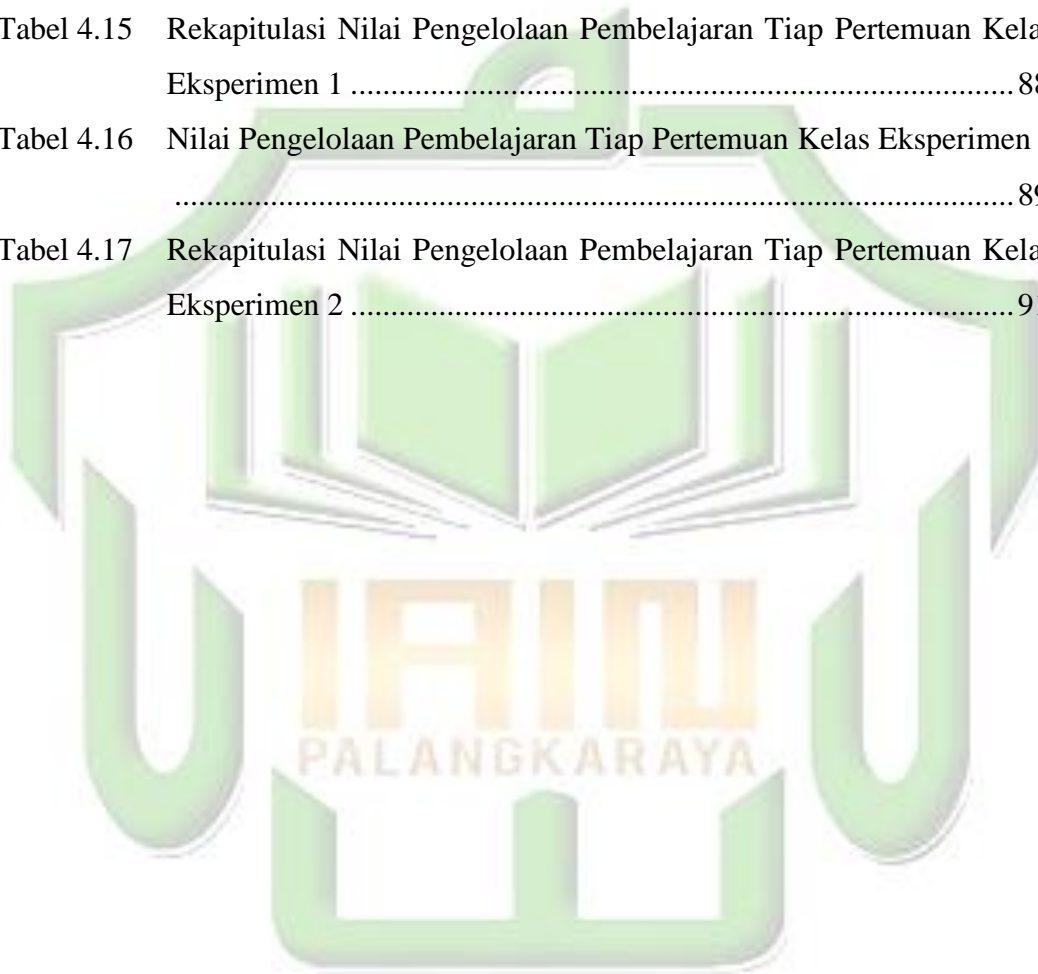 Tabel 4.15 Rekapitulasi Nilai Pengelolaan Pembelajaran Tiap Pertemuan Kela
Eksperimen 1 .................................................................................... 88
Tabel 4.16 Nilai Pengelolaan Pembelajaran Tiap Pertemuan Kelas Eksperimen
.......................................................................................................... 89
Tabel 4.17 Rekapitulasi Nilai Pengelolaan Pembelajaran Tiap Pertemuan Kela
Eksperimen 2 .................................................................................... 91
IAIN
PALANGKARAYA